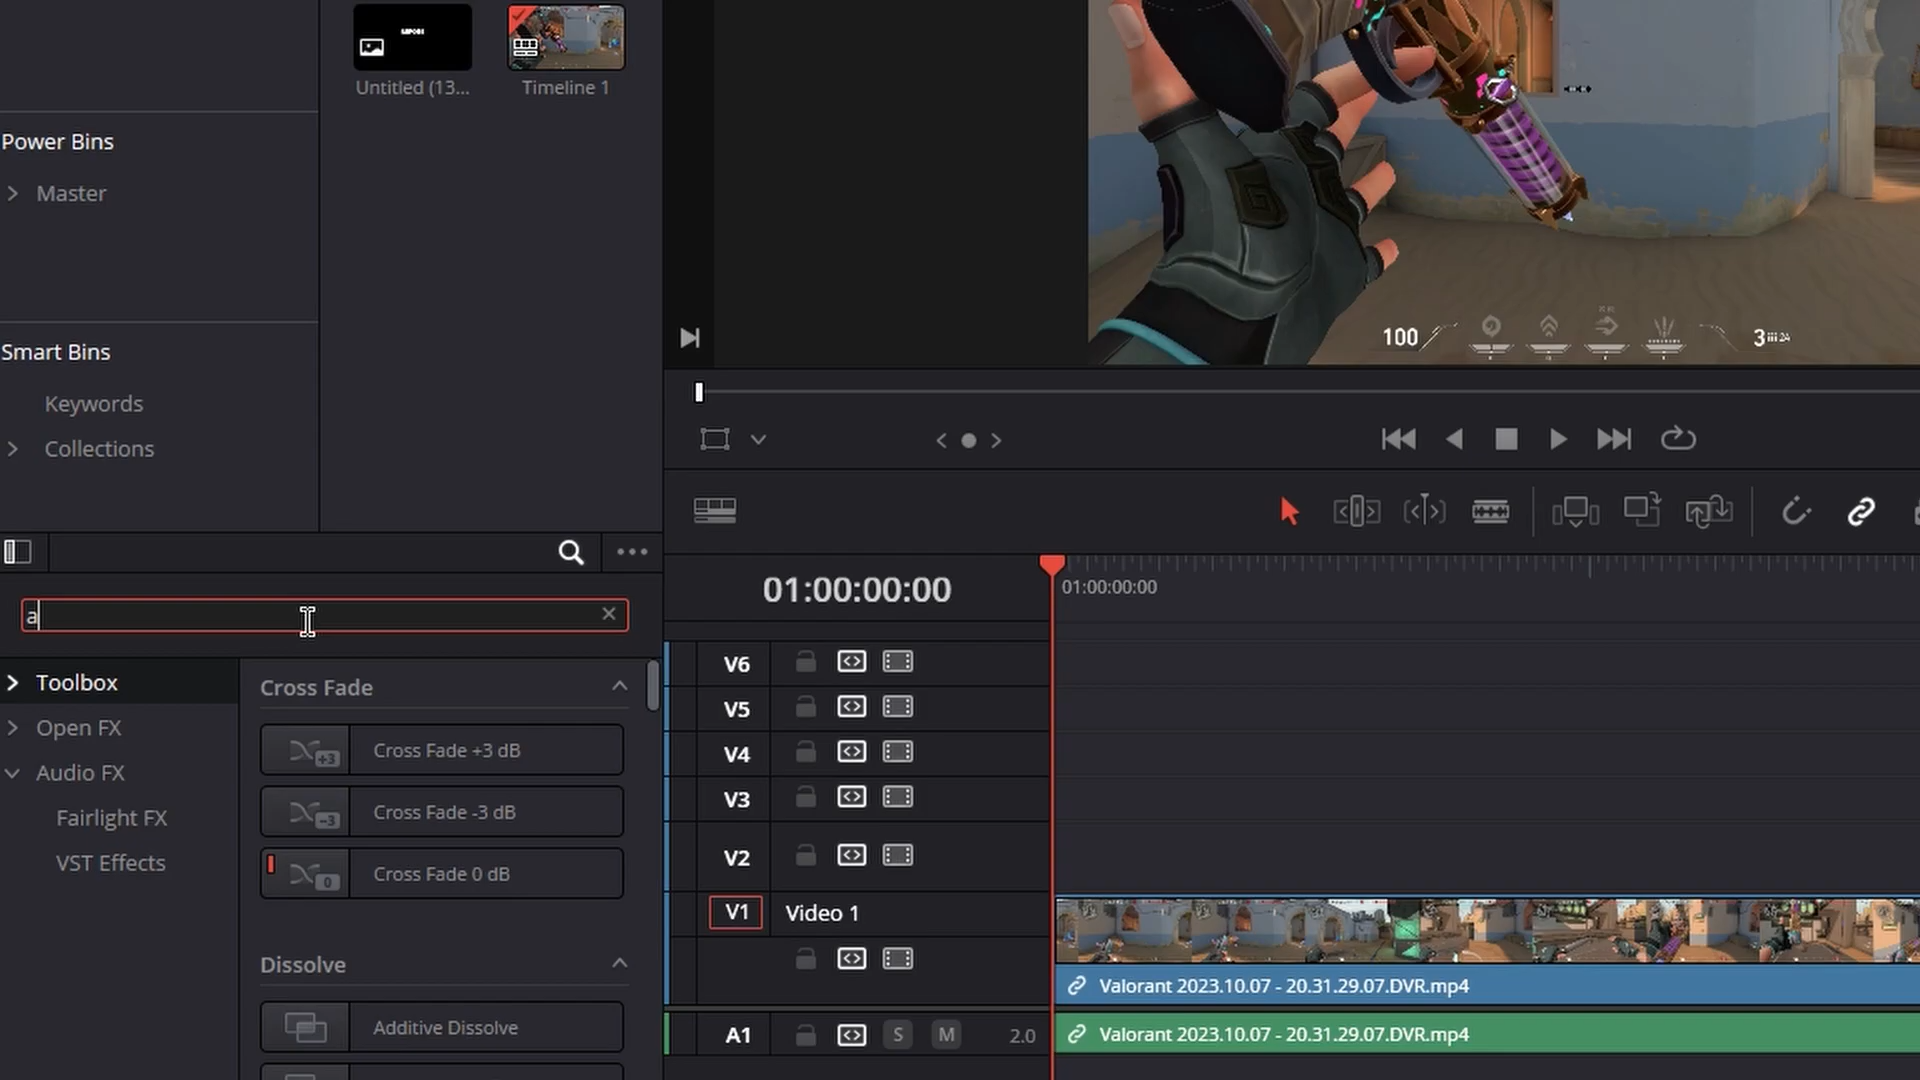 Untitled (13...
Timeline 1
Power Bins
Master
Smart Bins
Keywords
Collections
100
3
01:00:00:00
01:00:00:00
a
Toolbox
Open FX
Audio FX
Fairlight FX
VST Effects
Cross Fade
+3 Cross Fade +3 dB
-3 Cross Fade -3 dB
0 Cross Fade 0 dB
Dissolve
Additive Dissolve
V6
V5
V4
V3
V2
V1 Video 1
Valorant 2023.10.07 - 20.31.29.07.DVR.mp4
A1 S M 2.0 Valorant 2023.10.07 - 20.31.29.07.DVR.mp4